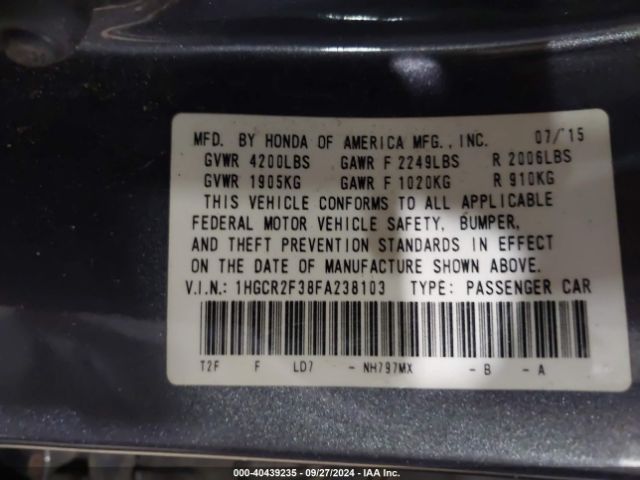 MFD. BY HONDA OF AMERICA MFG., INC. 07/15
GVWR 4200LBS GAWR F 2249LBS R 2006LBS
GVWR 1905KG GAWR F 1020KG R 910KG
THIS VEHICLE CONFORMS TO ALL APPLICABLE
FEDERAL MOTOR VEHICLE SAFETY, BUMPER,
AND THEFT PREVENTION STANDARDS IN EFFECT
ON THE DATE OF MANUFACTURE SHOWN ABOVE.
V.I.N.: 1HGCR2F38FA238103 TYPE: PASSENGER CAR
T2F F LD7 - NH797MX - B - A
000-40439235 - 09/27/2024 - IAA Inc.